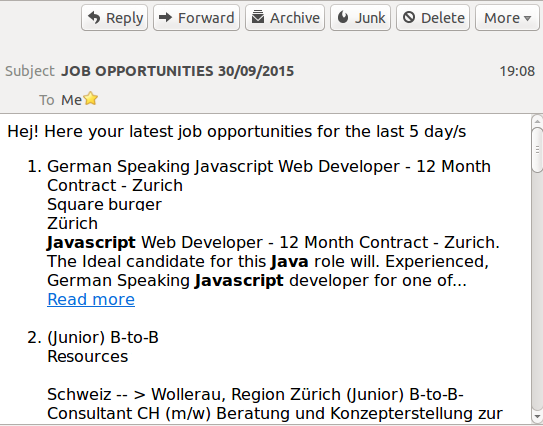 Reply Forward Archive Junk Delete More
Subject JOB OPPORTUNITIES 30/09/2015 19:08
To Me
Hej! Here your latest job opportunities for the last 5 day/s
1. German Speaking Javascript Web Developer - 12 Month
Contract - Zurich
Square burger
Zürich
Javascript Web Developer - 12 Month Contract - Zurich.
The Ideal candidate for this Java role will. Experienced,
German Speaking Javascript developer for one of...
Read more
2. (Junior) B-to-B
Resources
Schweiz -- > Wollerau, Region Zürich (Junior) B-to-B-
Consultant CH (m/w) Beratung und Konzepterstellung zur